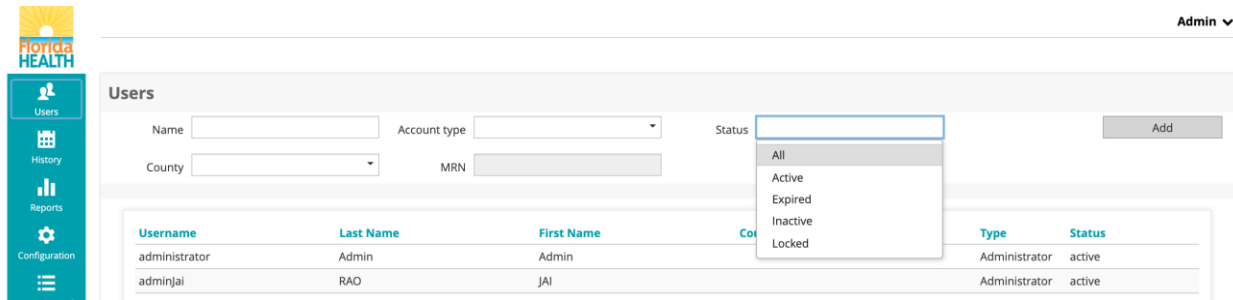 Florida
HEALTH
Admin
Users
History
Reports
Configuration
Users
Name
Account type
Status
Add
County
MRN
All
Active
Expired
Inactive
Locked
Username Last Name First Name Cou Type Status
administrator Admin Admin Administrator active
adminJai RAO JAI Administrator active